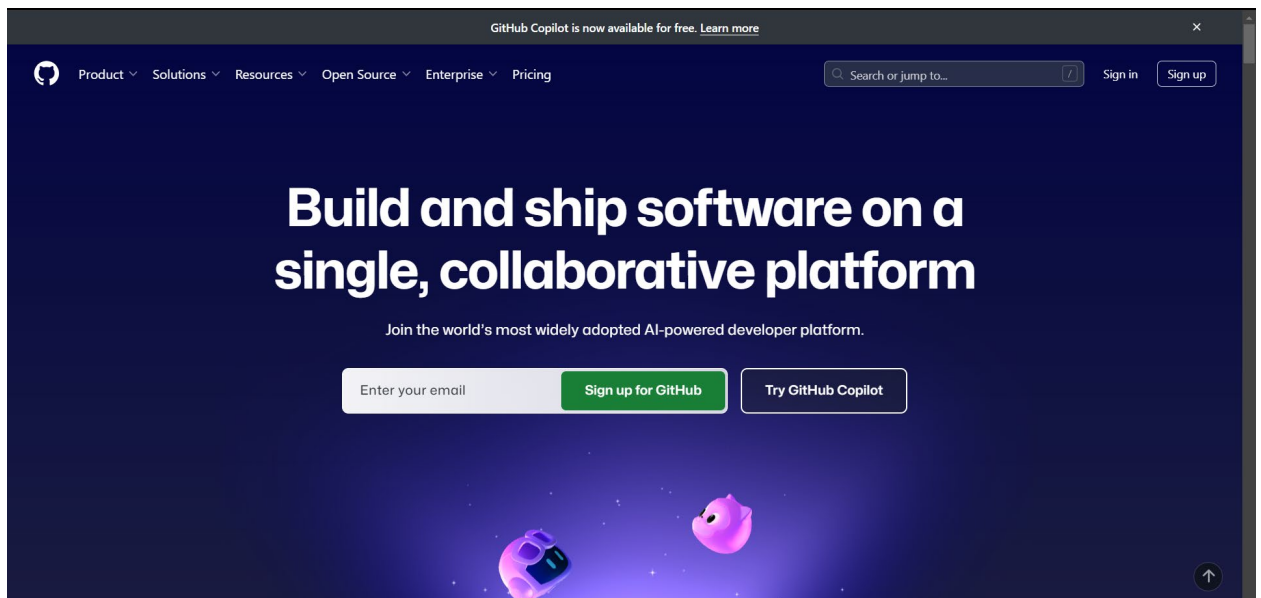 GitHub Copilot is now available for free. Learn more
Product Solutions Resources Open Source Enterprise Pricing Search or jump to... / Sign in Sign up
Build and ship software on a
single, collaborative platform
Join the world's most widely adopted AI-powered developer platform.
Enter your email Sign up for GitHub Try GitHub Copilot